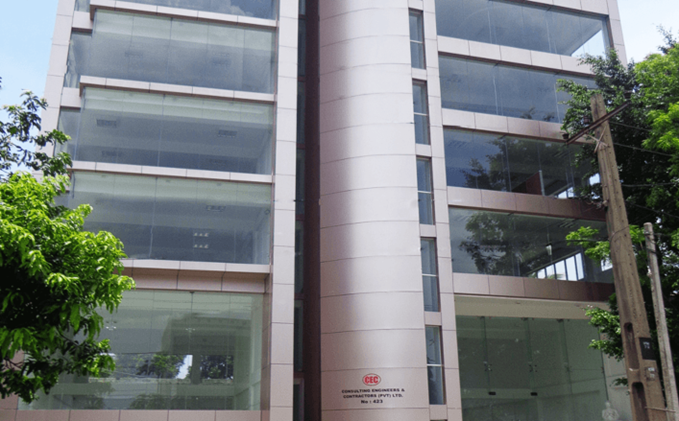 CEC
CONSULTING ENGINEERS &
CONTRACTORS (PVT) LTD.
No : 423